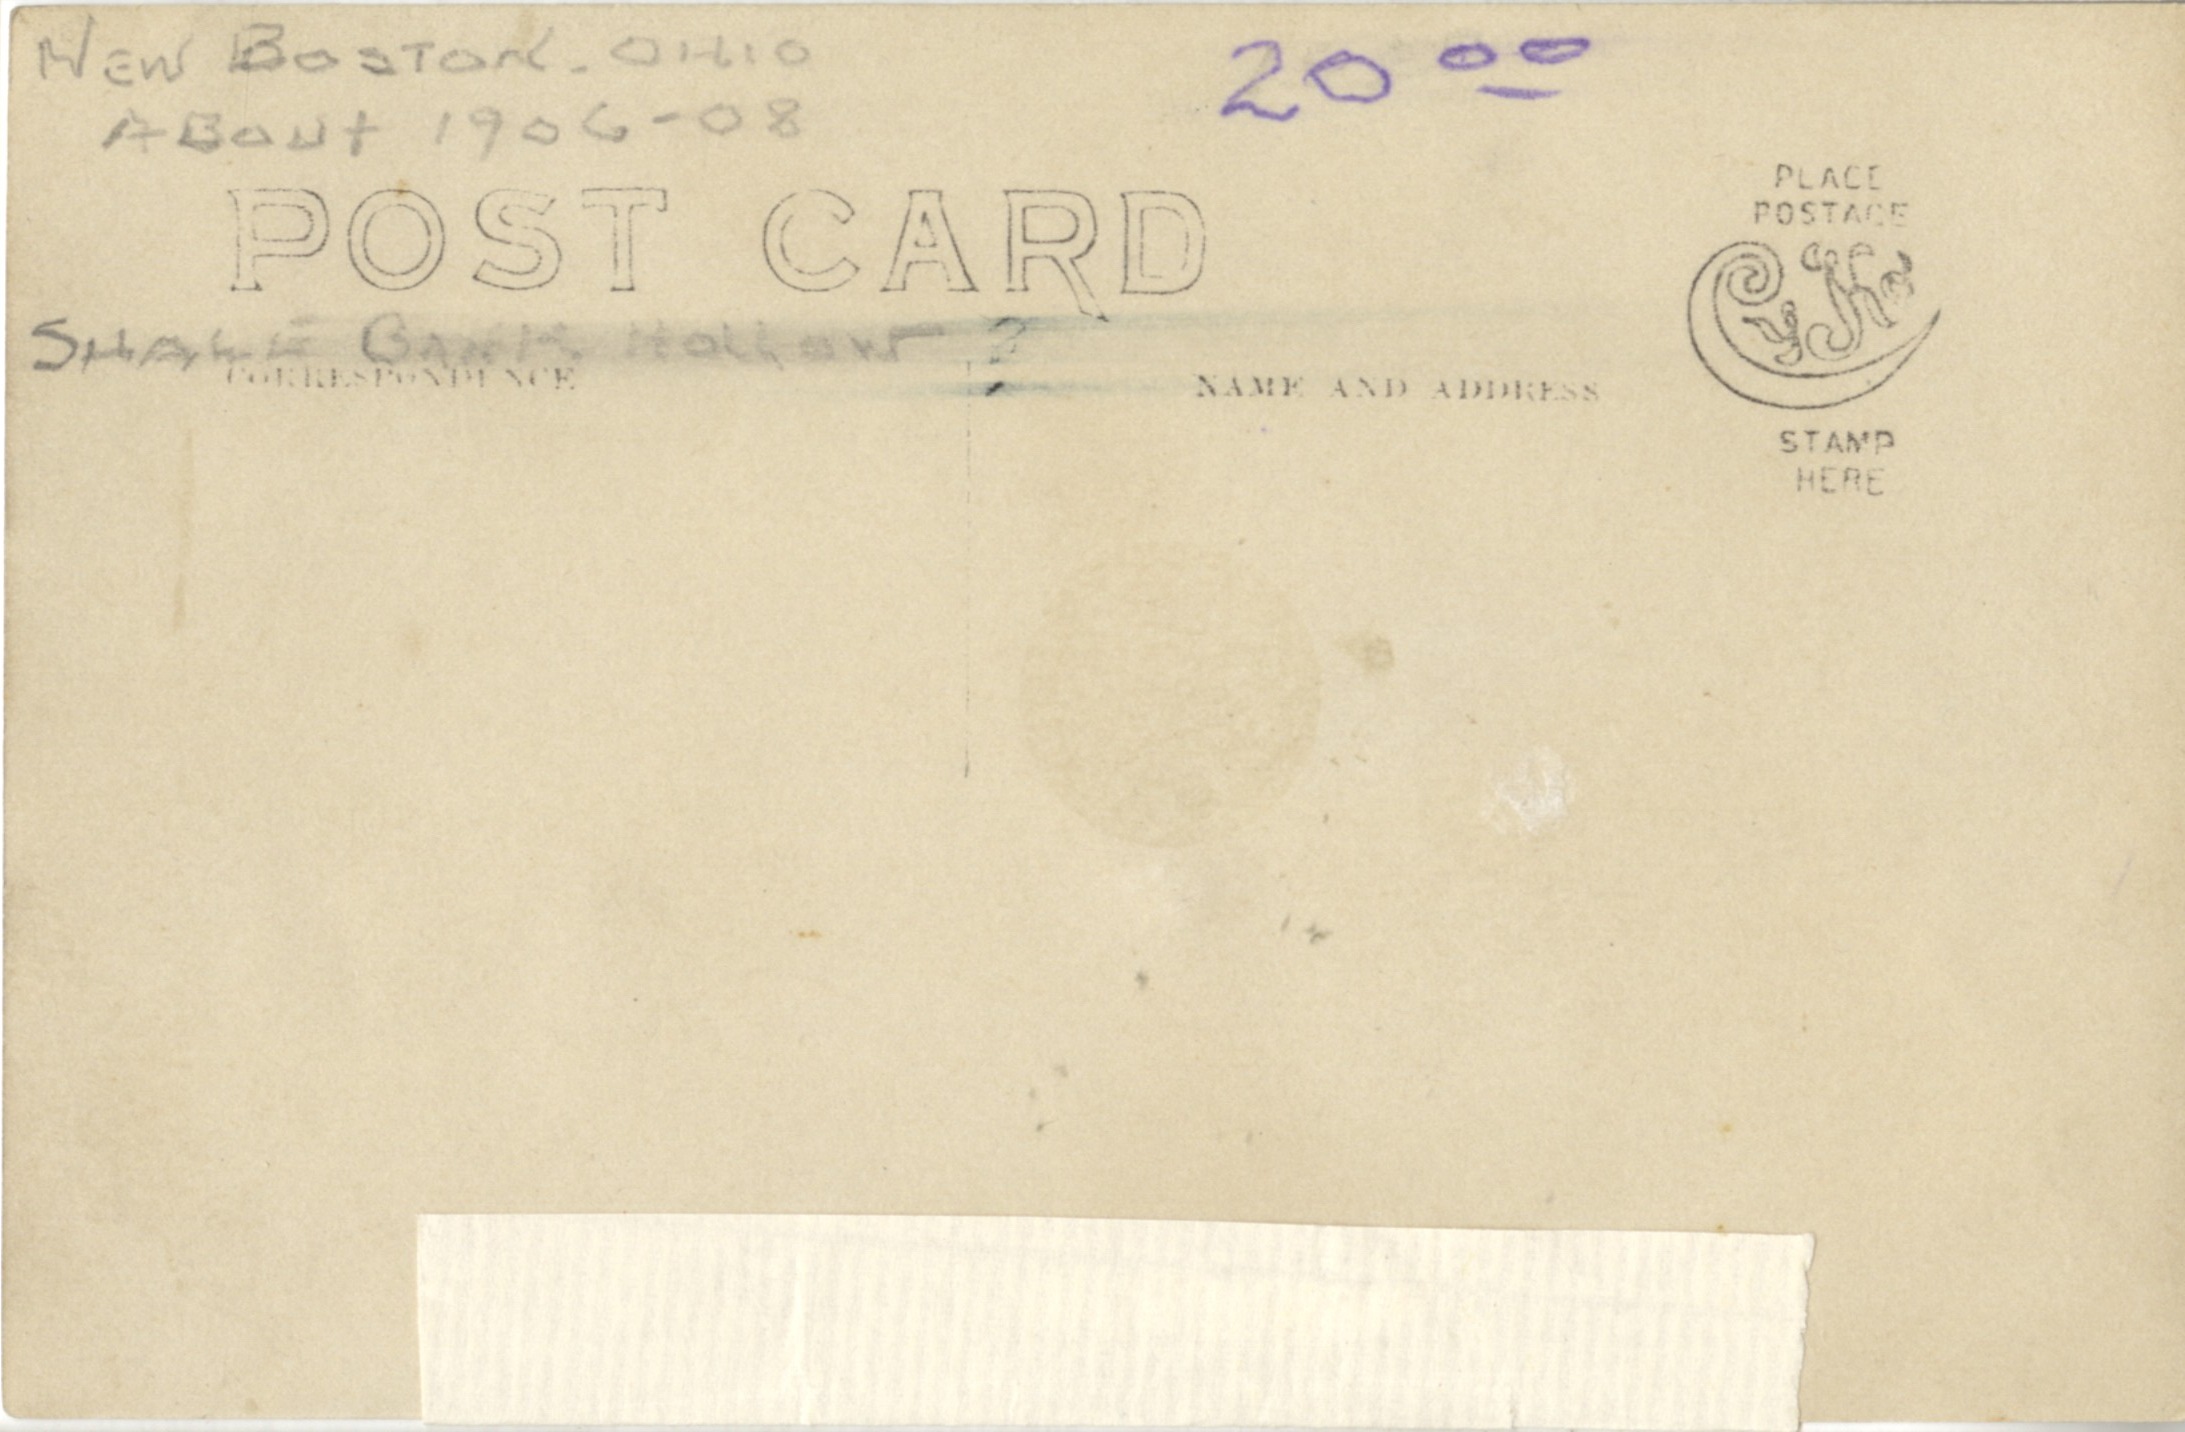 NEW BOSTON - OHIO
ABOUT 1906-08
20 00
POST CARD
PLACE
POSTAGE
STAMP
HERE
SHALE BANK HOLLOW ?
CORRESPONDENCE
NAME AND ADDRESS